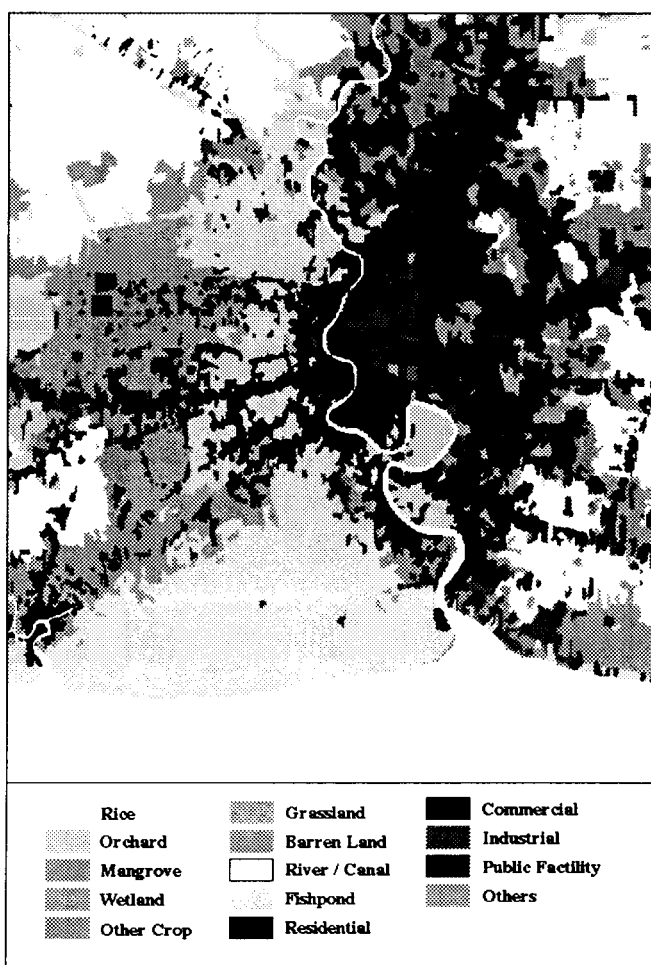 Rice
Orchard
Mangrove
Wetland
Other Crop
Grassland
Barren Land
River / Canal
Fishpond
Residential
Commercial
Industrial
Public Factility
Others